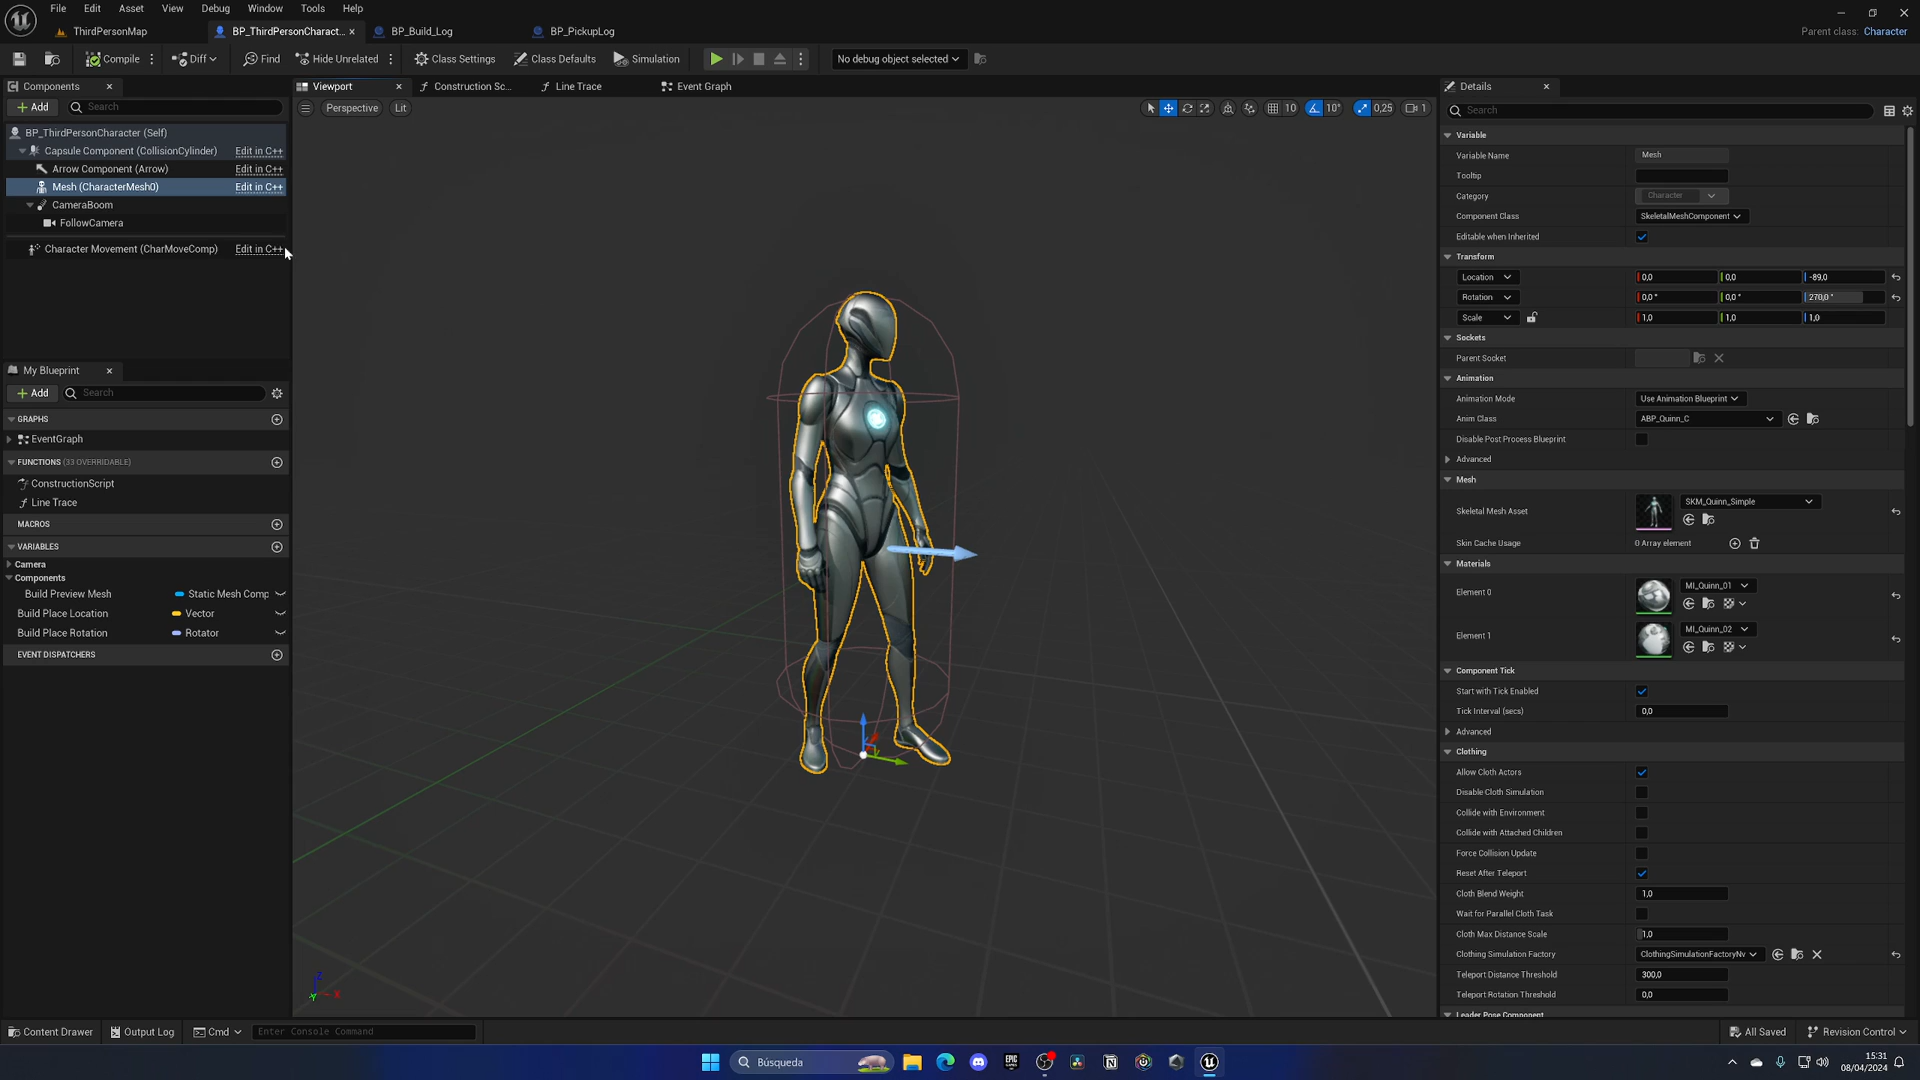 File Edit Asset View Debug Window Tools Help
ThirdPersonMap BP_ThirdPersonCharact... BP_Build_Log BP_PickupLog
Parent class: Character
Compile Diff Find Hide Unrelated Class Settings Class Defaults Simulation No debug object selected
Components Viewport Construction Sc... Line Trace Event Graph Details
Add Search Perspective Lit 10 10° 0,25 1 Search
BP_ThirdPersonCharacter (Self)
Capsule Component (CollisionCylinder) Edit in C++
Arrow Component (Arrow) Edit in C++
Mesh (CharacterMesh0) Edit in C++
CameraBoom
FollowCamera
Character Movement (CharMoveComp) Edit in C++
My Blueprint
Add Search
GRAPHS
EventGraph
FUNCTIONS (33 OVERRIDABLE)
ConstructionScript
Line Trace
MACROS
VARIABLES
Camera
Components
Build Preview Mesh Static Mesh Comp
Build Place Location Vector
Build Place Rotation Rotator
EVENT DISPATCHERS
Z
X
Y
Variable
Variable Name Mesh
Tooltip
Category Character
Component Class SkeletalMeshComponent
Editable when Inherited
Transform
Location 0,0 0,0 -89,0
Rotation 0,0° 0,0° 270,0°
Scale 1,0 1,0 1,0
Sockets
Parent Socket
Animation
Animation Mode Use Animation Blueprint
Anim Class ABP_Quinn_C
Disable Post Process Blueprint
Advanced
Mesh
Skeletal Mesh Asset SKM_Quinn_Simple
Skin Cache Usage 0 Array element
Materials
Element 0 MI_Quinn_01
Element 1 MI_Quinn_02
Component Tick
Start with Tick Enabled
Tick Interval (secs) 0,0
Advanced
Clothing
Allow Cloth Actors
Disable Cloth Simulation
Collide with Environment
Collide with Attached Children
Force Collision Update
Reset After Teleport
Cloth Blend Weight 1,0
Wait for Parallel Cloth Task
Cloth Max Distance Scale 1,0
Clothing Simulation Factory ClothingSimulationFactoryNv
Teleport Distance Threshold 300,0
Teleport Rotation Threshold 0,0
Leader Pose Component
Content Drawer Output Log Cmd Enter Console Command All Saved Revision Control
Búsqueda EPIC GAMES 15:31
08/04/2024